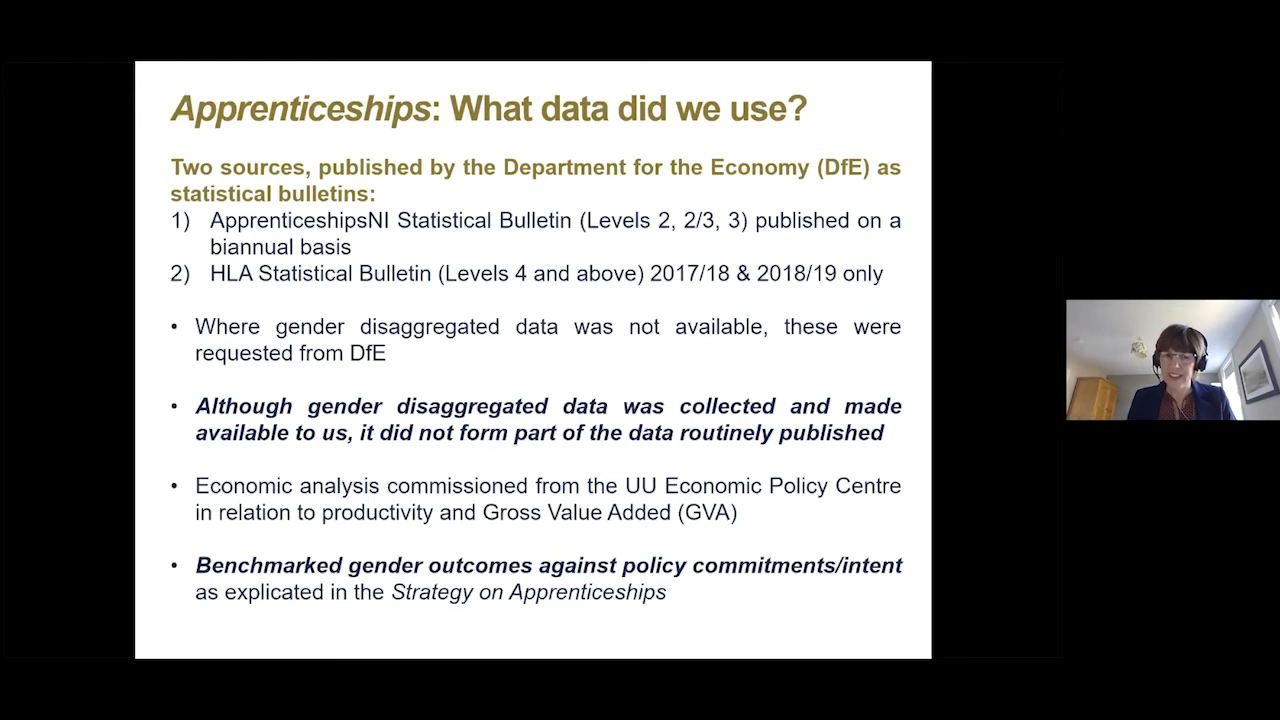 Apprenticeships: What data did we use?
Two sources, published by the Department for the Economy (DfE) as
statistical bulletins:
1) ApprenticeshipsNI Statistical Bulletin (Levels 2, 2/3, 3) published on a
biannual basis
2) HLA Statistical Bulletin (Levels 4 and above) 2017/18 & 2018/19 only
• Where gender disaggregated data was not available, these were
requested from DfE
• Although gender disaggregated data was collected and made
available to us, it did not form part of the data routinely published
• Economic analysis commissioned from the UU Economic Policy Centre
in relation to productivity and Gross Value Added (GVA)
• Benchmarked gender outcomes against policy commitments/intent
as explicated in the Strategy on Apprenticeships